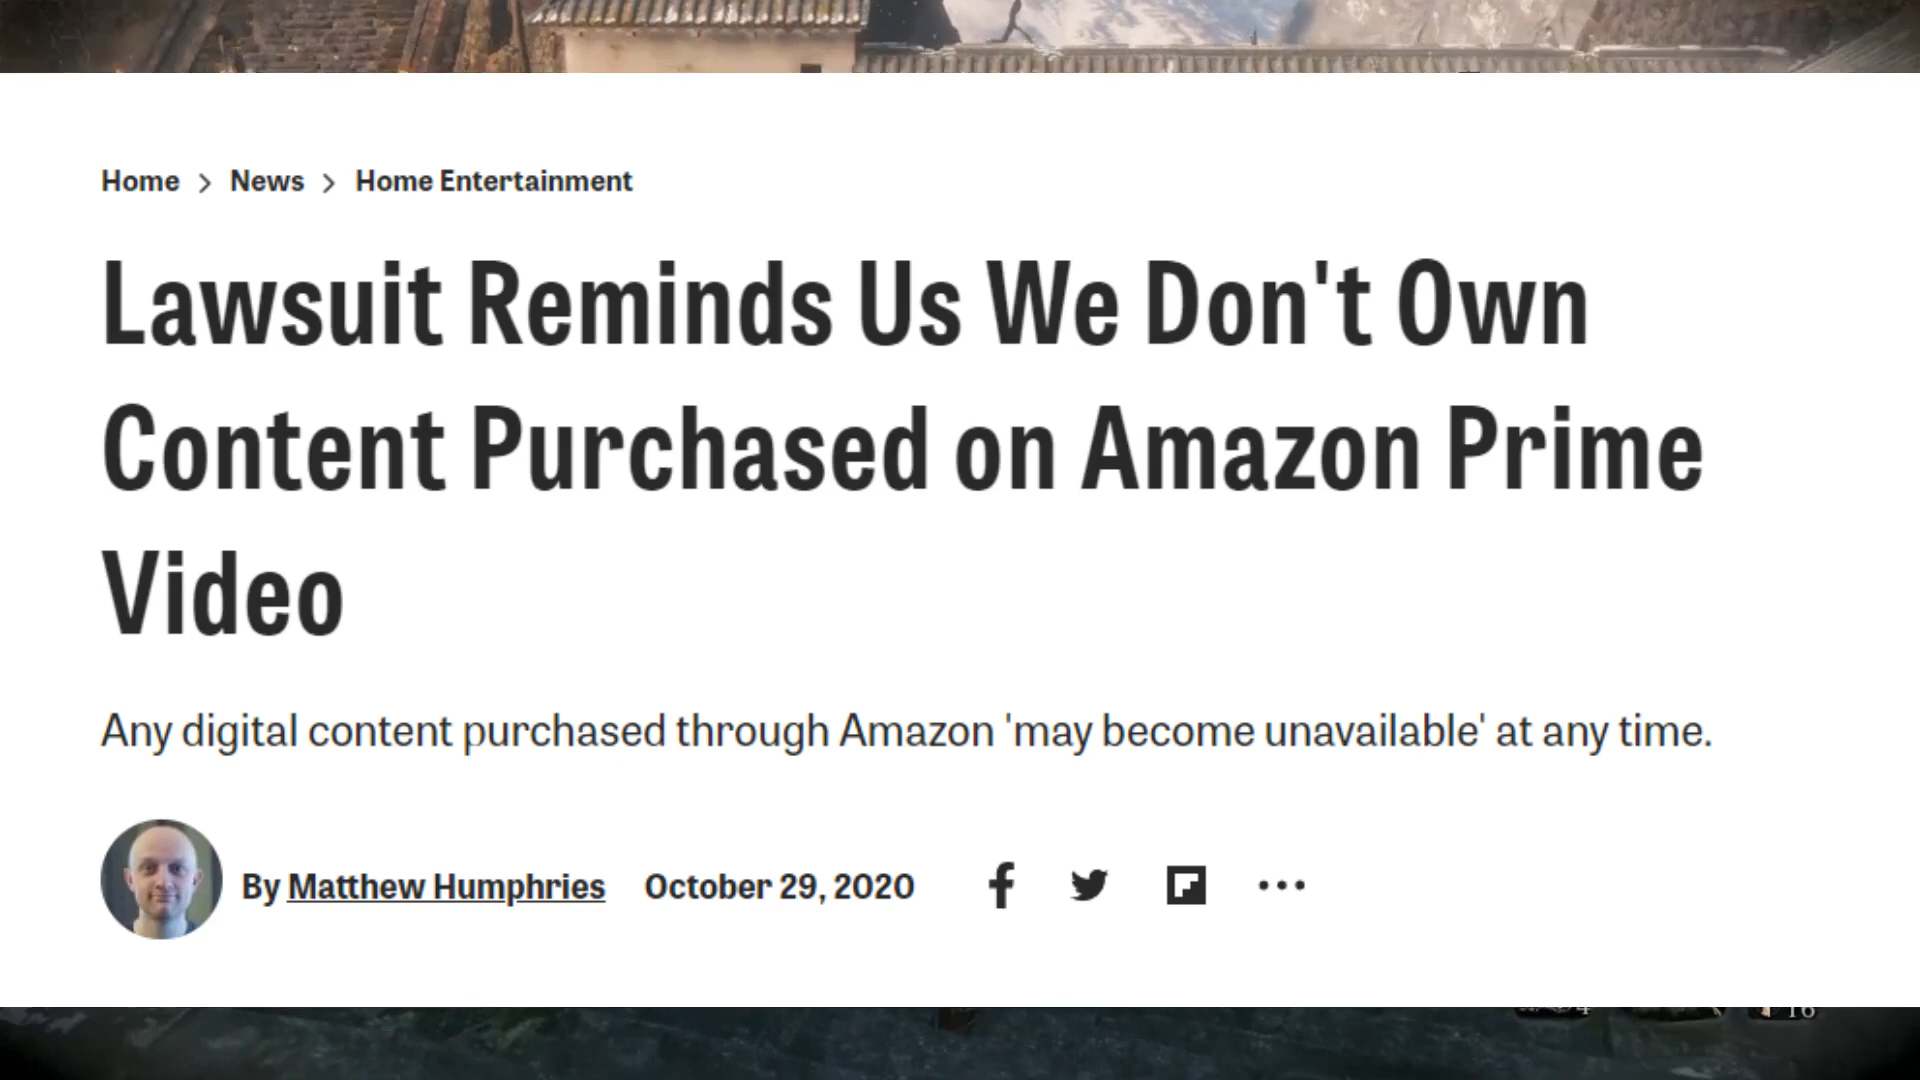 Home > News > Home Entertainment
Lawsuit Reminds Us We Don't Own
Content Purchased on Amazon Prime
Video
Any digital content purchased through Amazon 'may become unavailable' at any time.
By Matthew Humphries October 29, 2020
16